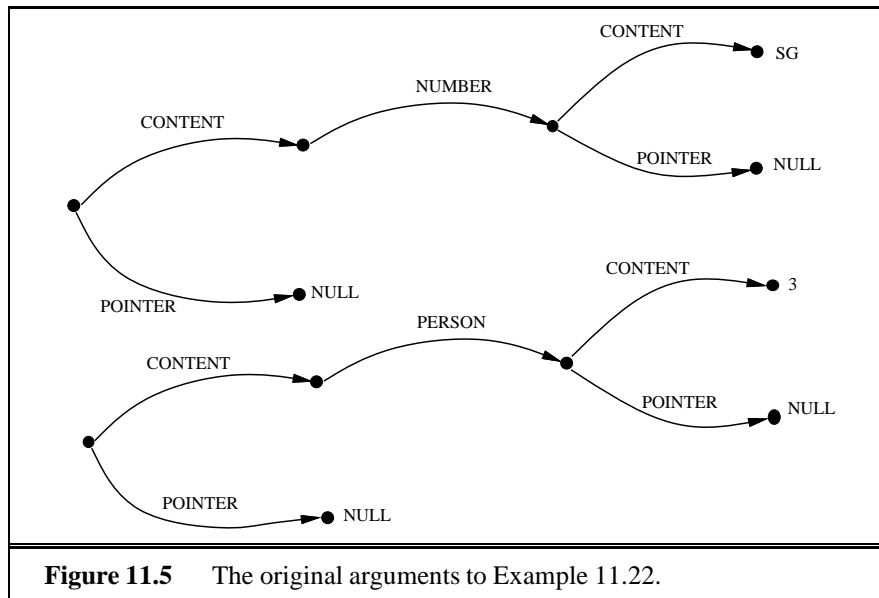 CONTENT
SG
NUMBER
CONTENT
POINTER
NULL
CONTENT
3
POINTER
NULL
PERSON
CONTENT
POINTER
NULL
POINTER
NULL
Figure 11.5 The original arguments to Example 11.22.